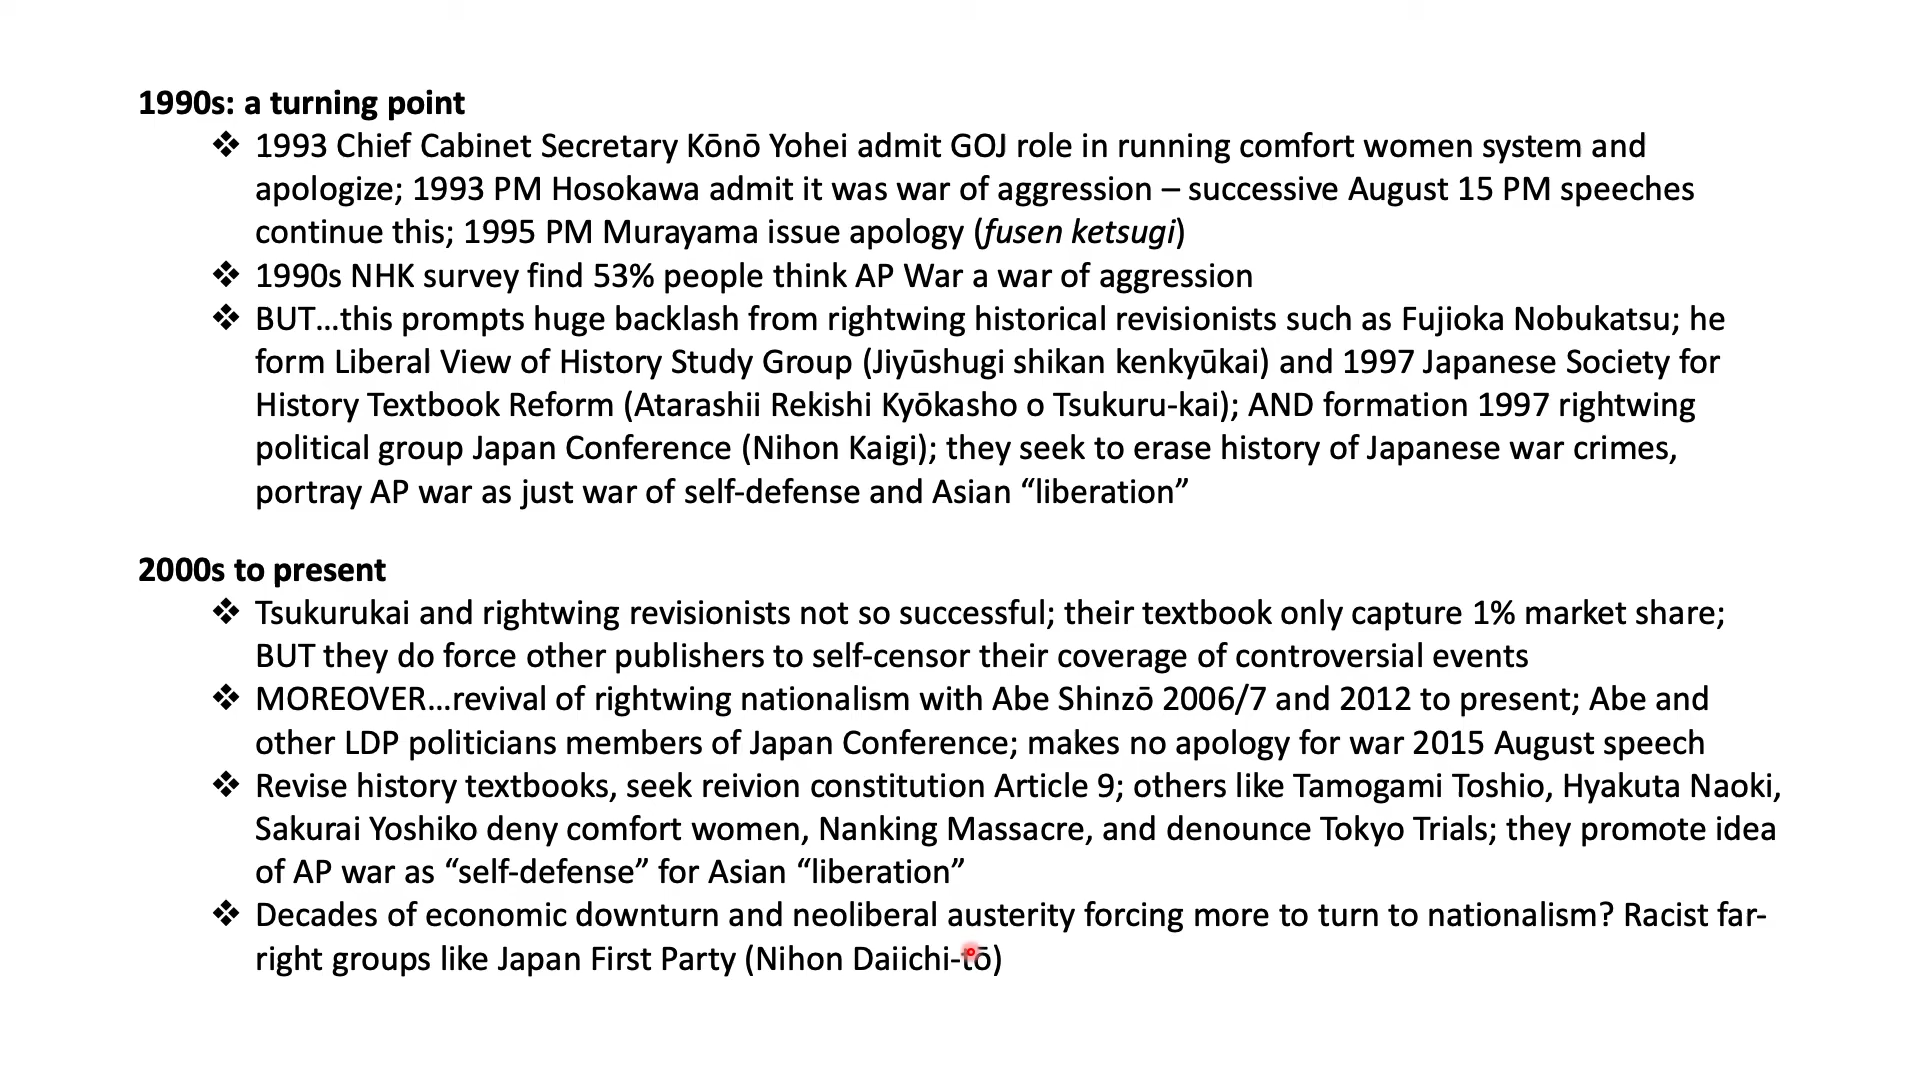 1990s: a turning point
❖ 1993 Chief Cabinet Secretary Kōnō Yohei admit GOJ role in running comfort women system and
apologize; 1993 PM Hosokawa admit it was war of aggression – successive August 15 PM speeches
continue this; 1995 PM Murayama issue apology (fusen ketsugi)
❖ 1990s NHK survey find 53% people think AP War a war of aggression
❖ BUT…this prompts huge backlash from rightwing historical revisionists such as Fujioka Nobukatsu; he
form Liberal View of History Study Group (Jiyūshugi shikan kenkyūkai) and 1997 Japanese Society for
History Textbook Reform (Atarashii Rekishi Kyōkasho o Tsukuru-kai); AND formation 1997 rightwing
political group Japan Conference (Nihon Kaigi); they seek to erase history of Japanese war crimes,
portray AP war as just war of self-defense and Asian “liberation”
2000s to present
❖ Tsukurukai and rightwing revisionists not so successful; their textbook only capture 1% market share;
BUT they do force other publishers to self-censor their coverage of controversial events
❖ MOREOVER…revival of rightwing nationalism with Abe Shinzō 2006/7 and 2012 to present; Abe and
other LDP politicians members of Japan Conference; makes no apology for war 2015 August speech
❖ Revise history textbooks, seek reivion constitution Article 9; others like Tamogami Toshio, Hyakuta Naoki,
Sakurai Yoshiko deny comfort women, Nanking Massacre, and denounce Tokyo Trials; they promote idea
of AP war as “self-defense” for Asian “liberation”
❖ Decades of economic downturn and neoliberal austerity forcing more to turn to nationalism? Racist far-
right groups like Japan First Party (Nihon Daiichi-tō)